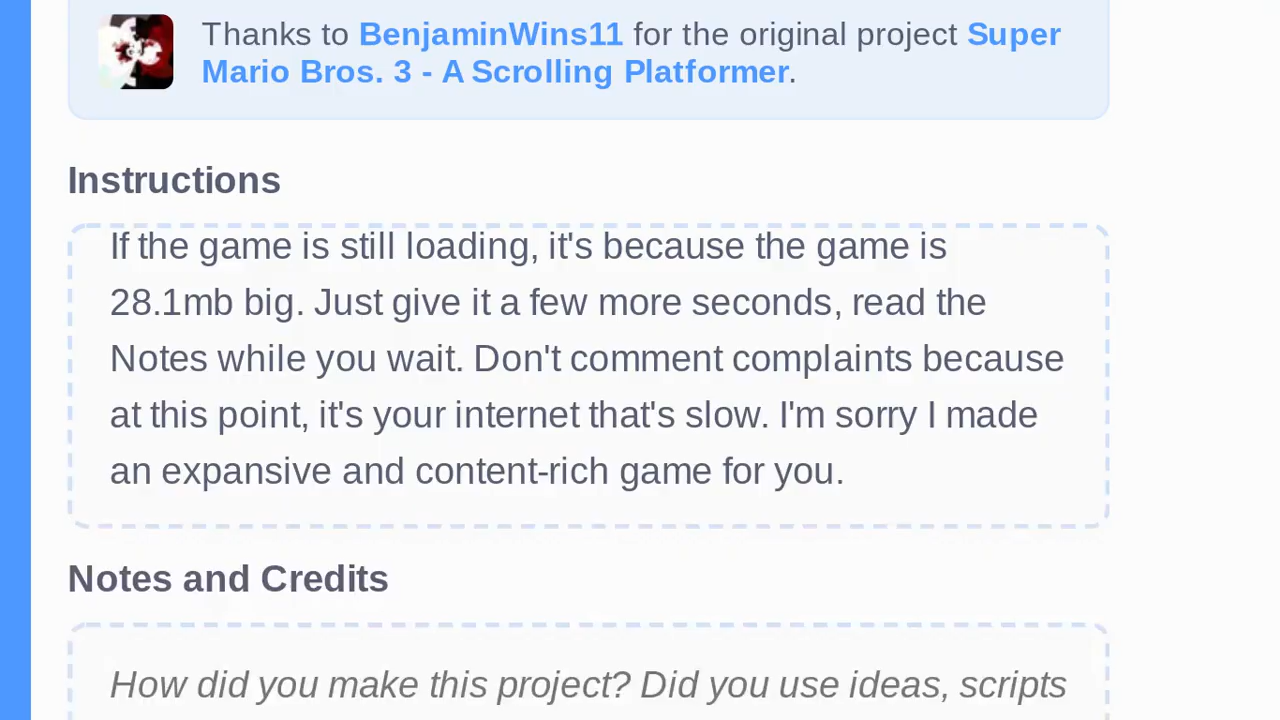 Thanks to BenjaminWins11 for the original project Super
Mario Bros. 3 - A Scrolling Platformer.
Instructions
If the game is still loading, it's because the game is
28.1mb big. Just give it a few more seconds, read the
Notes while you wait. Don't comment complaints because
at this point, it's your internet that's slow. I'm sorry I made
an expansive and content-rich game for you.
Notes and Credits
How did you make this project? Did you use ideas, scripts